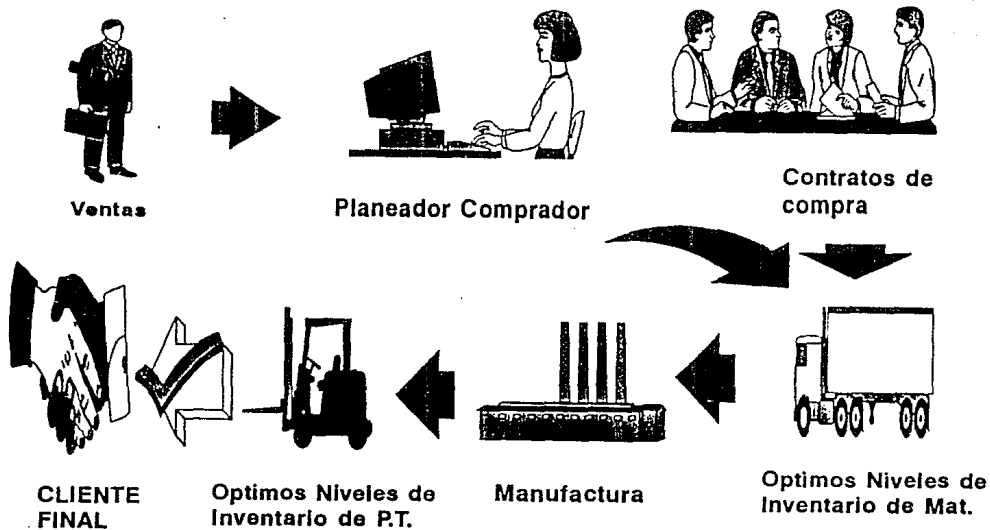 Ventas
Planeador Comprador
Contratos de
compra
CLIENTE
FINAL
Optimos Niveles de
Inventario de P.T.
Manufactura
Optimos Niveles de
Inventario de Mat.